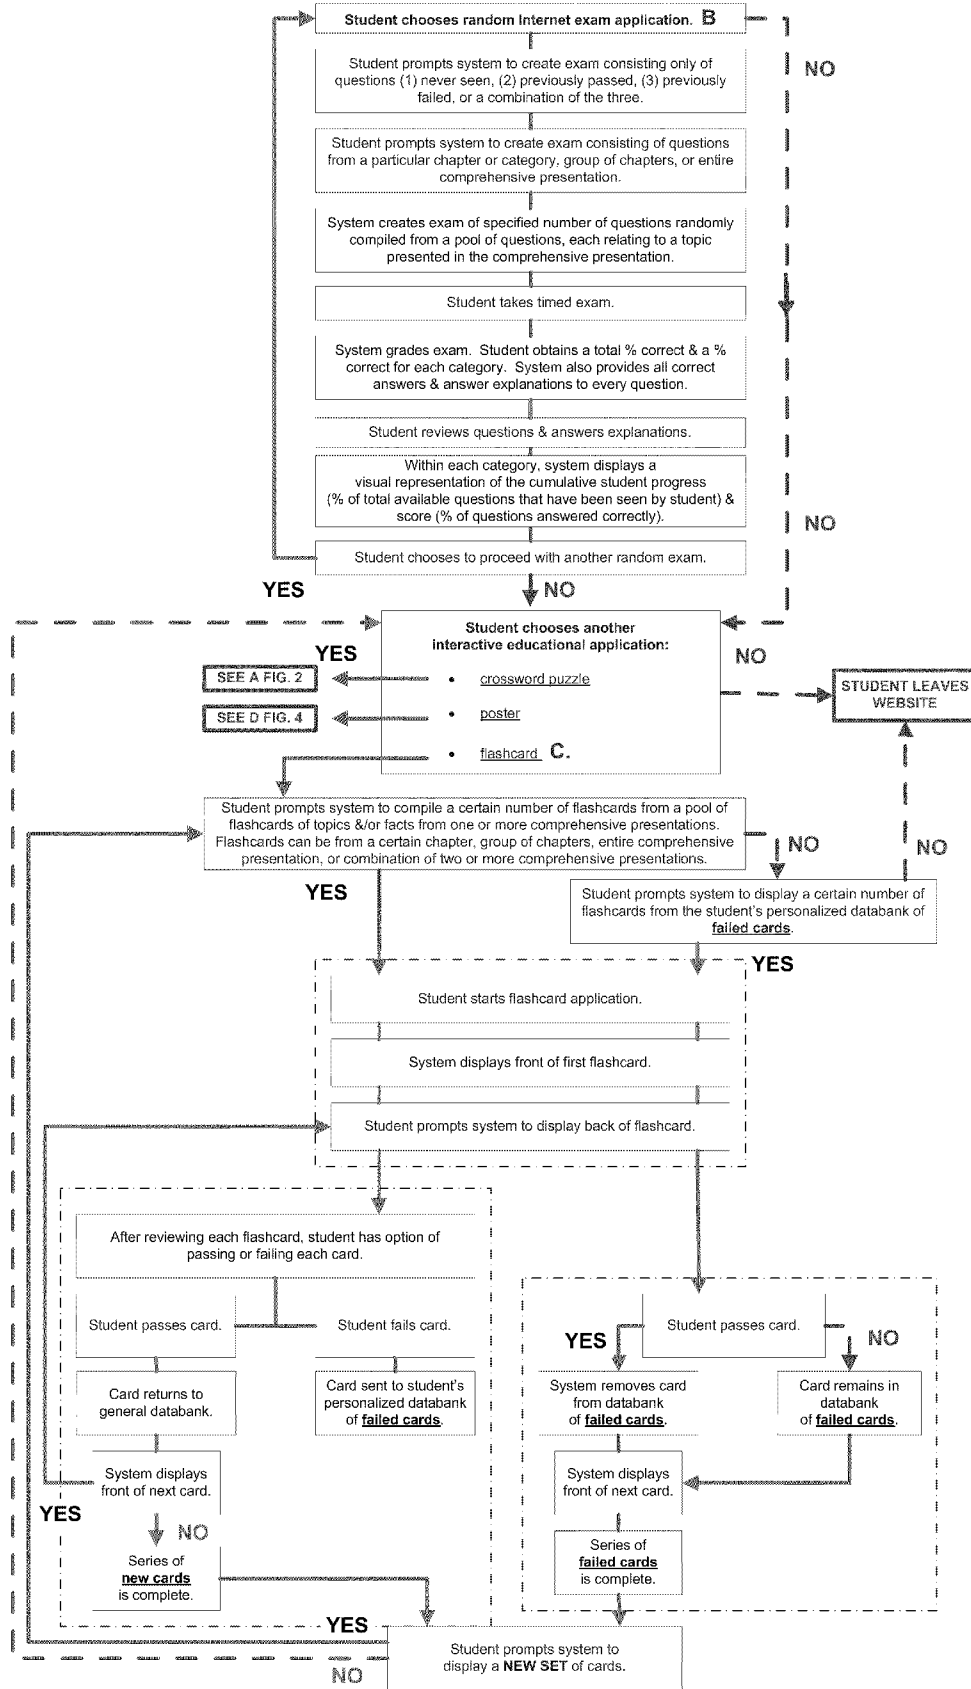 Student chooses random Internet exam application. B
NO
Student prompts system to create exam consisting only of
questions (1) never seen, (2) previously passed, (3) previously
failed, or a combination of the three.
Student prompts system to create exam consisting of questions
from a particular chapter or category, group of chapters, or entire
comprehensive presentation.
System creates exam of specified number of questions randomly
compiled from a pool of questions, each relating to a topic
presented in the comprehensive presentation.
Student takes timed exam.
System grades exam. Student obtains a total % correct & a %
correct for each category. System also provides all correct
answers & answer explanations to every question.
Student reviews questions & answers explanations.
Within each category, system displays a
visual representation of the cumulative student progress
(% of total available questions that have been seen by student) &
score (% of questions answered correctly).
NO
Student chooses to proceed with another random exam.
YES
NO
Student chooses another
interactive educational application:
YES
NO
SEE A FIG. 2
• crossword puzzle
STUDENT LEAVES
WEBSITE
SEE D FIG. 4
• poster
• flashcard C.
Student prompts system to compile a certain number of flashcards from a pool of
flashcards of topics &/or facts from one or more comprehensive presentations.
Flashcards can be from a certain chapter, group of chapters, entire comprehensive
presentation, or combination of two or more comprehensive presentations.
NO
NO
YES
Student prompts system to display a certain number of
flashcards from the student's personalized databank of
failed cards.
YES
Student starts flashcard application.
System displays front of first flashcard.
Student prompts system to display back of flashcard.
After reviewing each flashcard, student has option of
passing or failing each card.
Student passes card.
Student fails card.
YES
Student passes card.
NO
Card returns to
general databank.
Card sent to student's
personalized databank
of failed cards.
System removes card
from databank
of failed cards.
Card remains in
databank
of failed cards.
System displays
front of next card.
System displays
front of next card.
YES
NO
Series of
new cards
is complete.
Series of
failed cards
is complete.
YES
Student prompts system to
display a NEW SET of cards.
NO